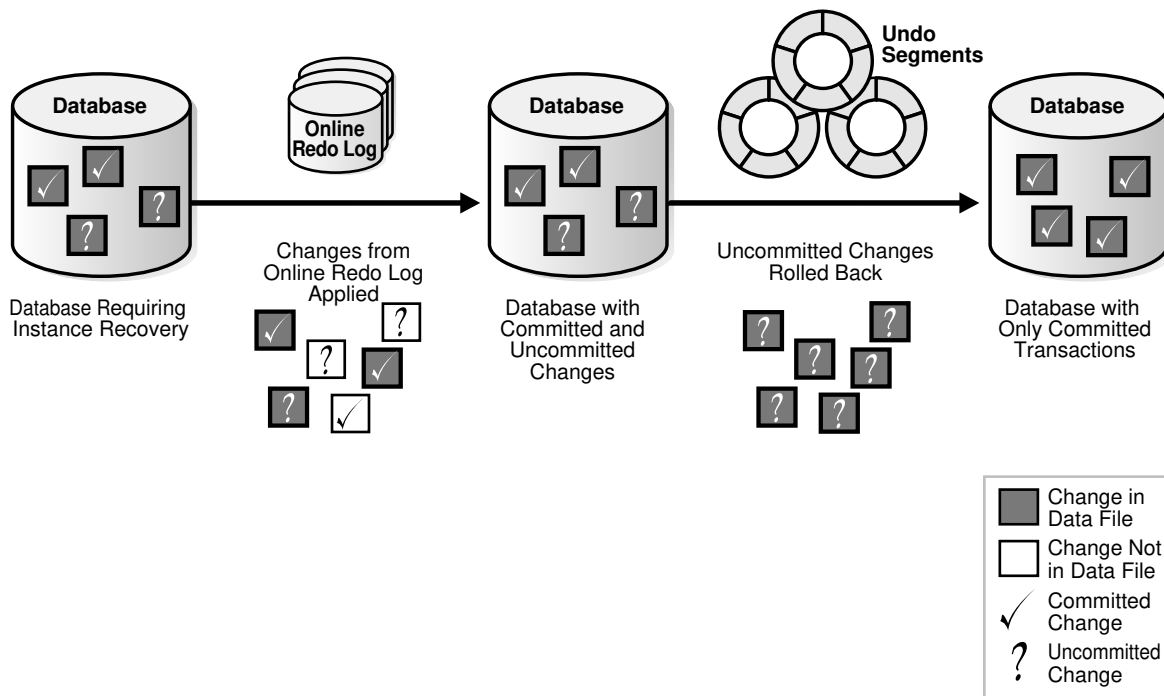 Undo
Segments
Database
Online
Redo Log
Database
Database
✓
✓
?
?
✓
✓
?
?
✓
✓
✓
✓
Changes from
Online Redo Log
Applied
Uncommitted Changes
Rolled Back
Database Requiring
Instance Recovery
Database with
Committed and
Uncommitted
Changes
Database with
Only Committed
Transactions
✓
?
?
✓
?
✓
?
?
?
?
?
?
Change in
Data File
Change Not
in Data File
✓ Committed
Change
? Uncommitted
Change